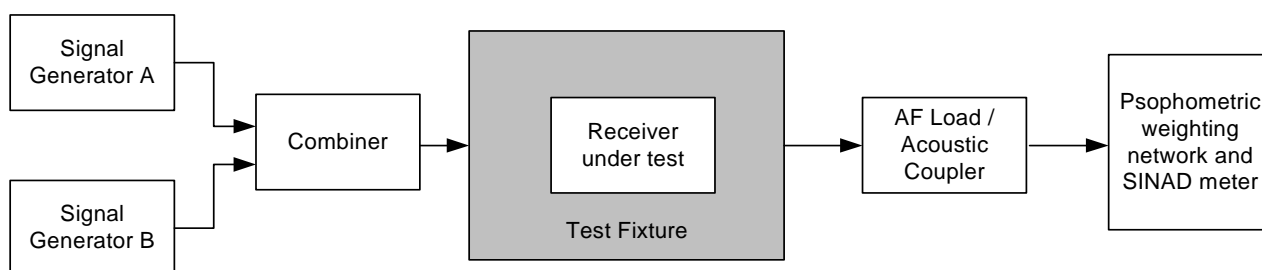 Signal
Generator A
Signal
Generator B
Combiner
Receiver
under test
Test Fixture
AF Load /
Acoustic
Coupler
Psophometric
weighting
network and
SINAD meter